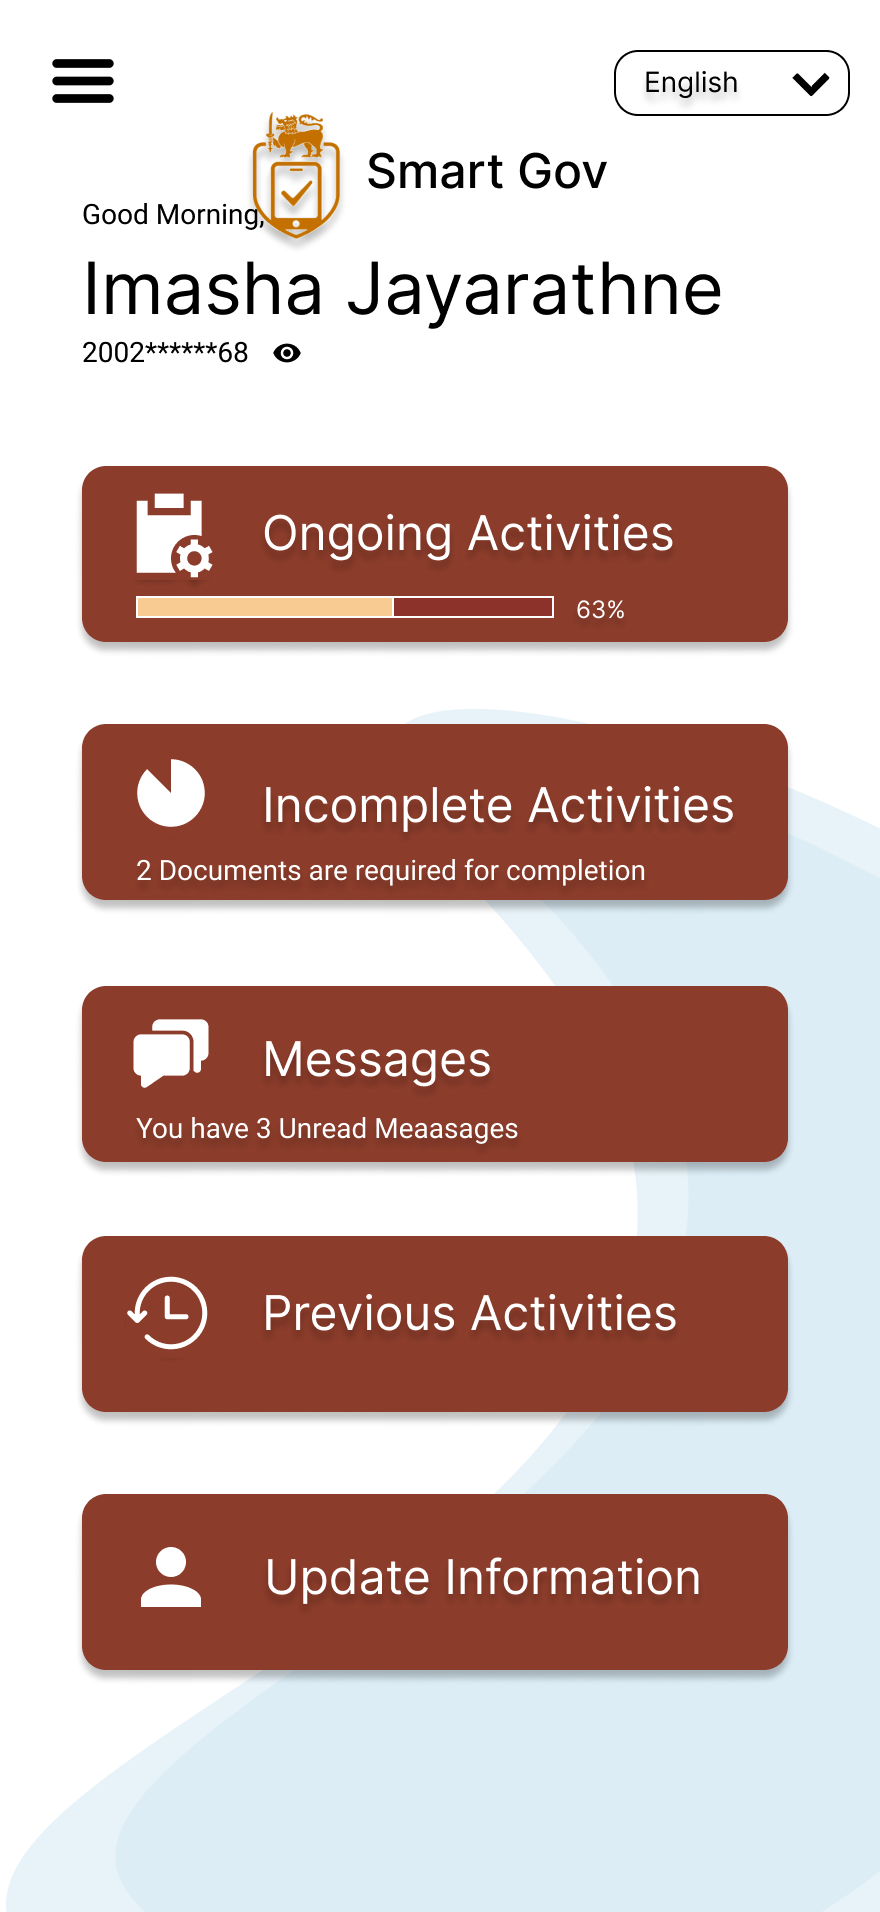 English
Smart Gov
Good Morning,
Imasha Jayarathne
2002******68
Ongoing Activities
63%
Incomplete Activities
2 Documents are required for completion
Messages
You have 3 Unread Meaasages
Previous Activities
Update Information